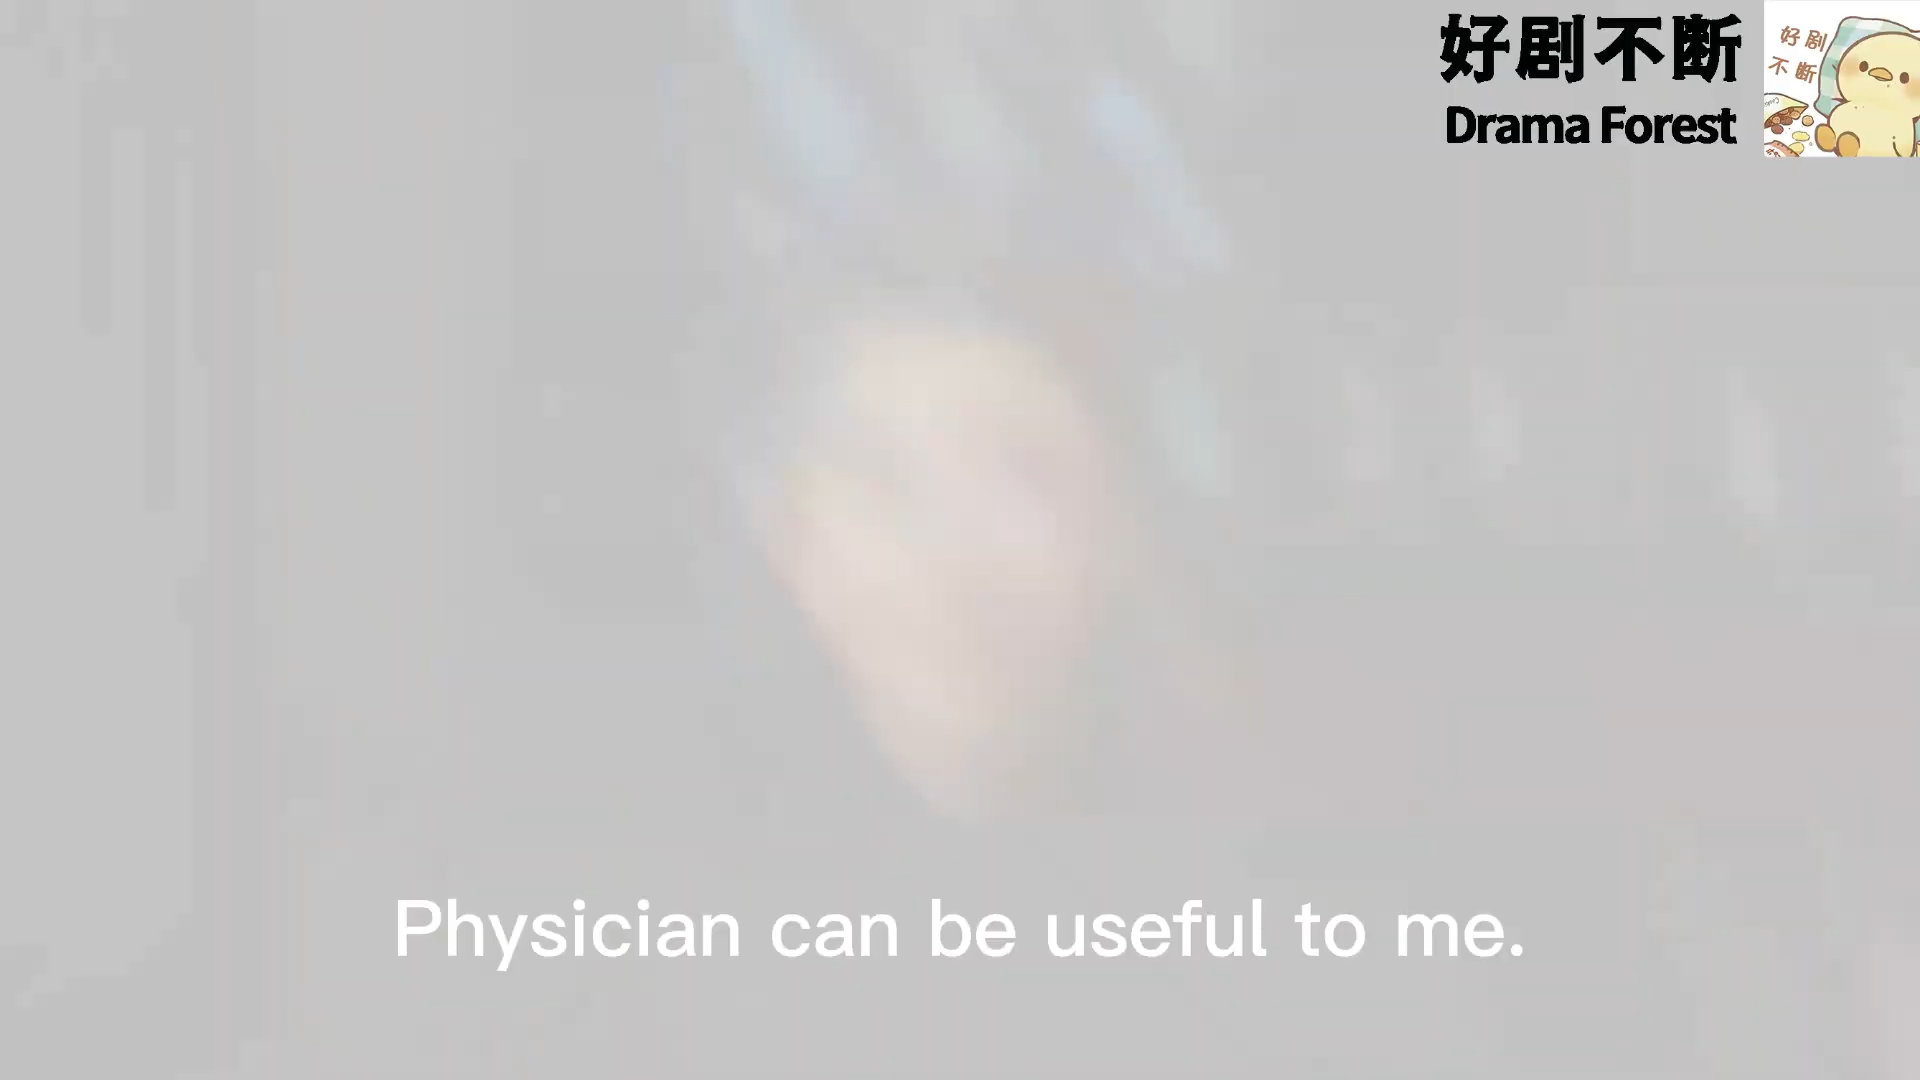 好剧不断
Drama Forest
好剧
不断
Physician can be useful to me.